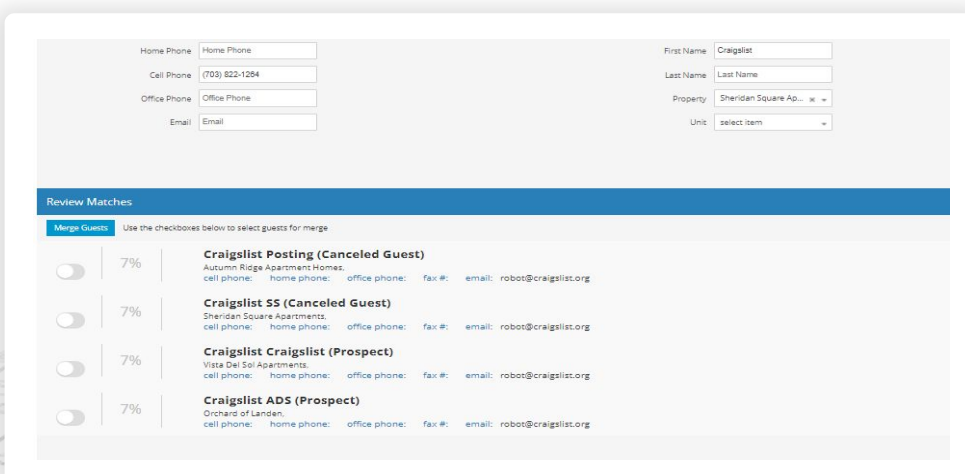 Home Phone Home Phone First Name Craigslist
Cell Phone (703) 822-1264 Last Name Last Name
Office Phone Office Phone Property Sheridan Square Ap...
Email Email Unit select item
Review Matches
Merge Guests Use the checkboxes below to select guests for merge
Craigslist Posting (Canceled Guest)
7% Autumn Ridge Apartment Homes,
cell phone: home phone: office phone: fax #: email: robot@craigslist.org
Craigslist SS (Canceled Guest)
7% Sheridan Square Apartments,
cell phone: home phone: office phone: fax #: email: robot@craigslist.org
Craigslist Craigslist (Prospect)
7% Vista Del Sol Apartments,
cell phone: home phone: office phone: fax #: email: robot@craigslist.org
Craigslist ADS (Prospect)
7% Orchard of Landen,
cell phone: home phone: office phone: fax #: email: robot@craigslist.org